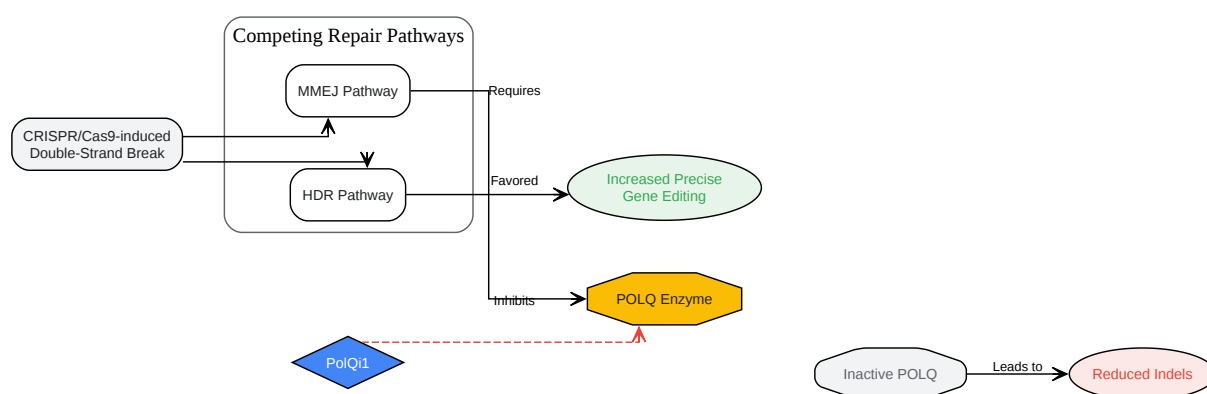 Competing Repair Pathways
MMEJ Pathway
Requires
CRISPR/Cas9-induced
Double-Strand Break
HDR Pathway
Favored
Increased Precise
Gene Editing
Inhibits
POLQ Enzyme
PolQi1
Inactive POLQ
Leads to
Reduced Indels